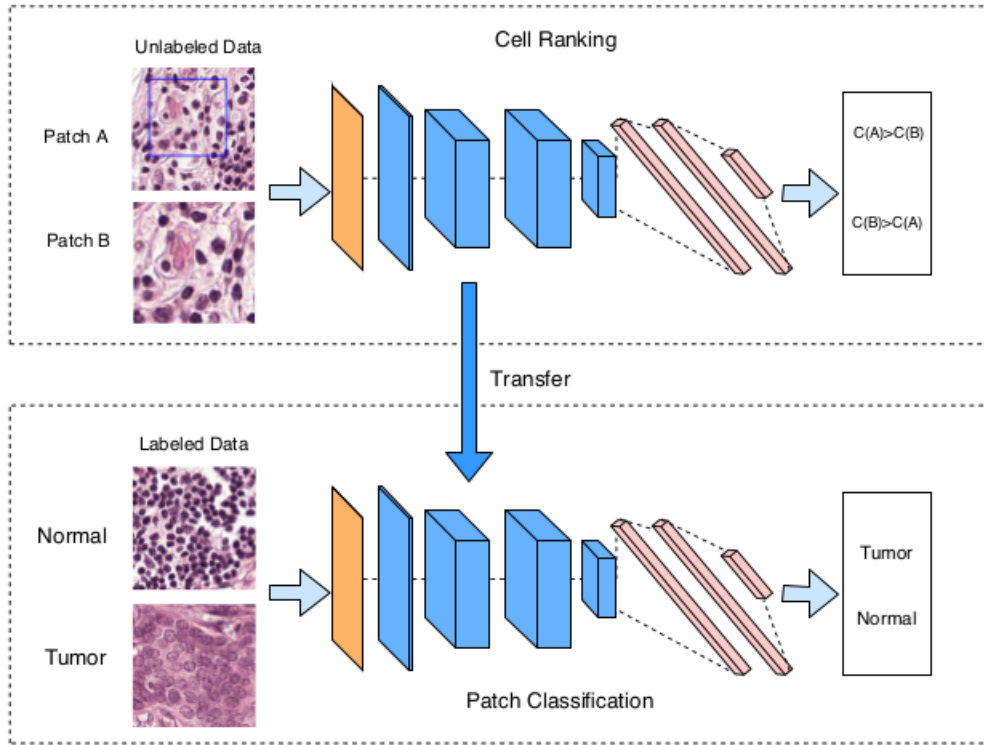 Cell Ranking
Unlabeled Data
Patch A
Patch B
C(A)>C(B)
C(B)>C(A)
Transfer
Labeled Data
Normal
Tumor
Tumor
Normal
Patch Classification